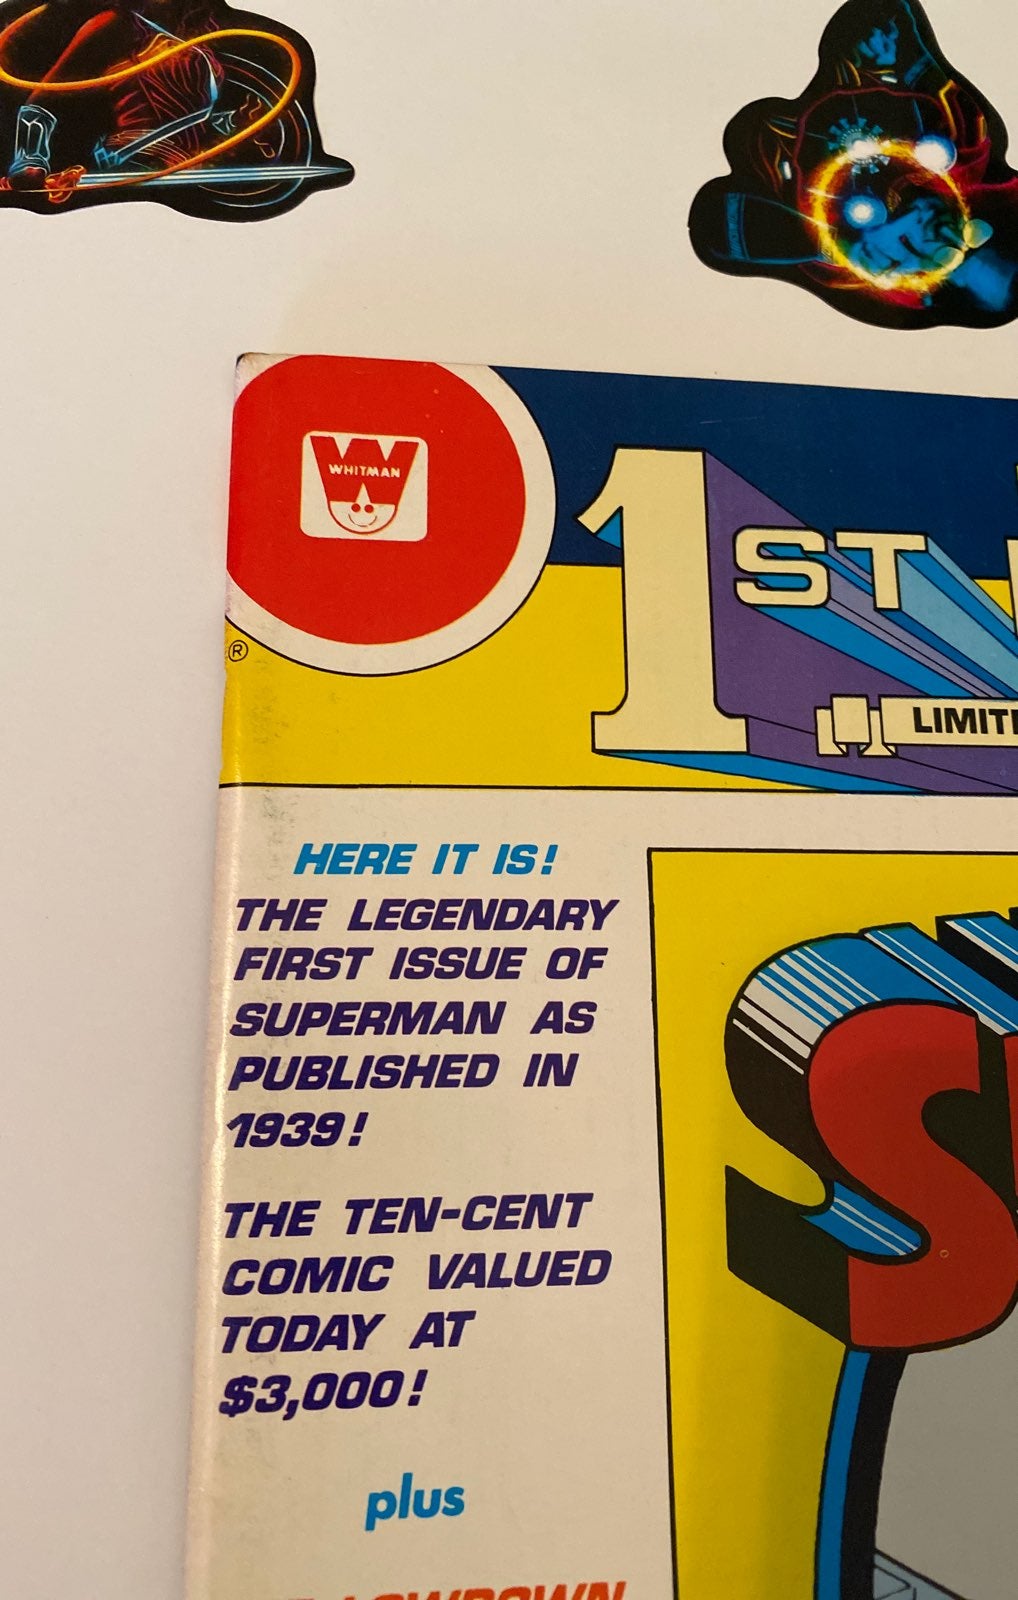 WHITMAN
1ST
®
LIMIT
HERE IT IS!
THE LEGENDARY
FIRST ISSUE OF
SUPERMAN AS
PUBLISHED IN
1939!
THE TEN-CENT
COMIC VALUED
TODAY AT
$3,000!
plus
LOWDOWN
S